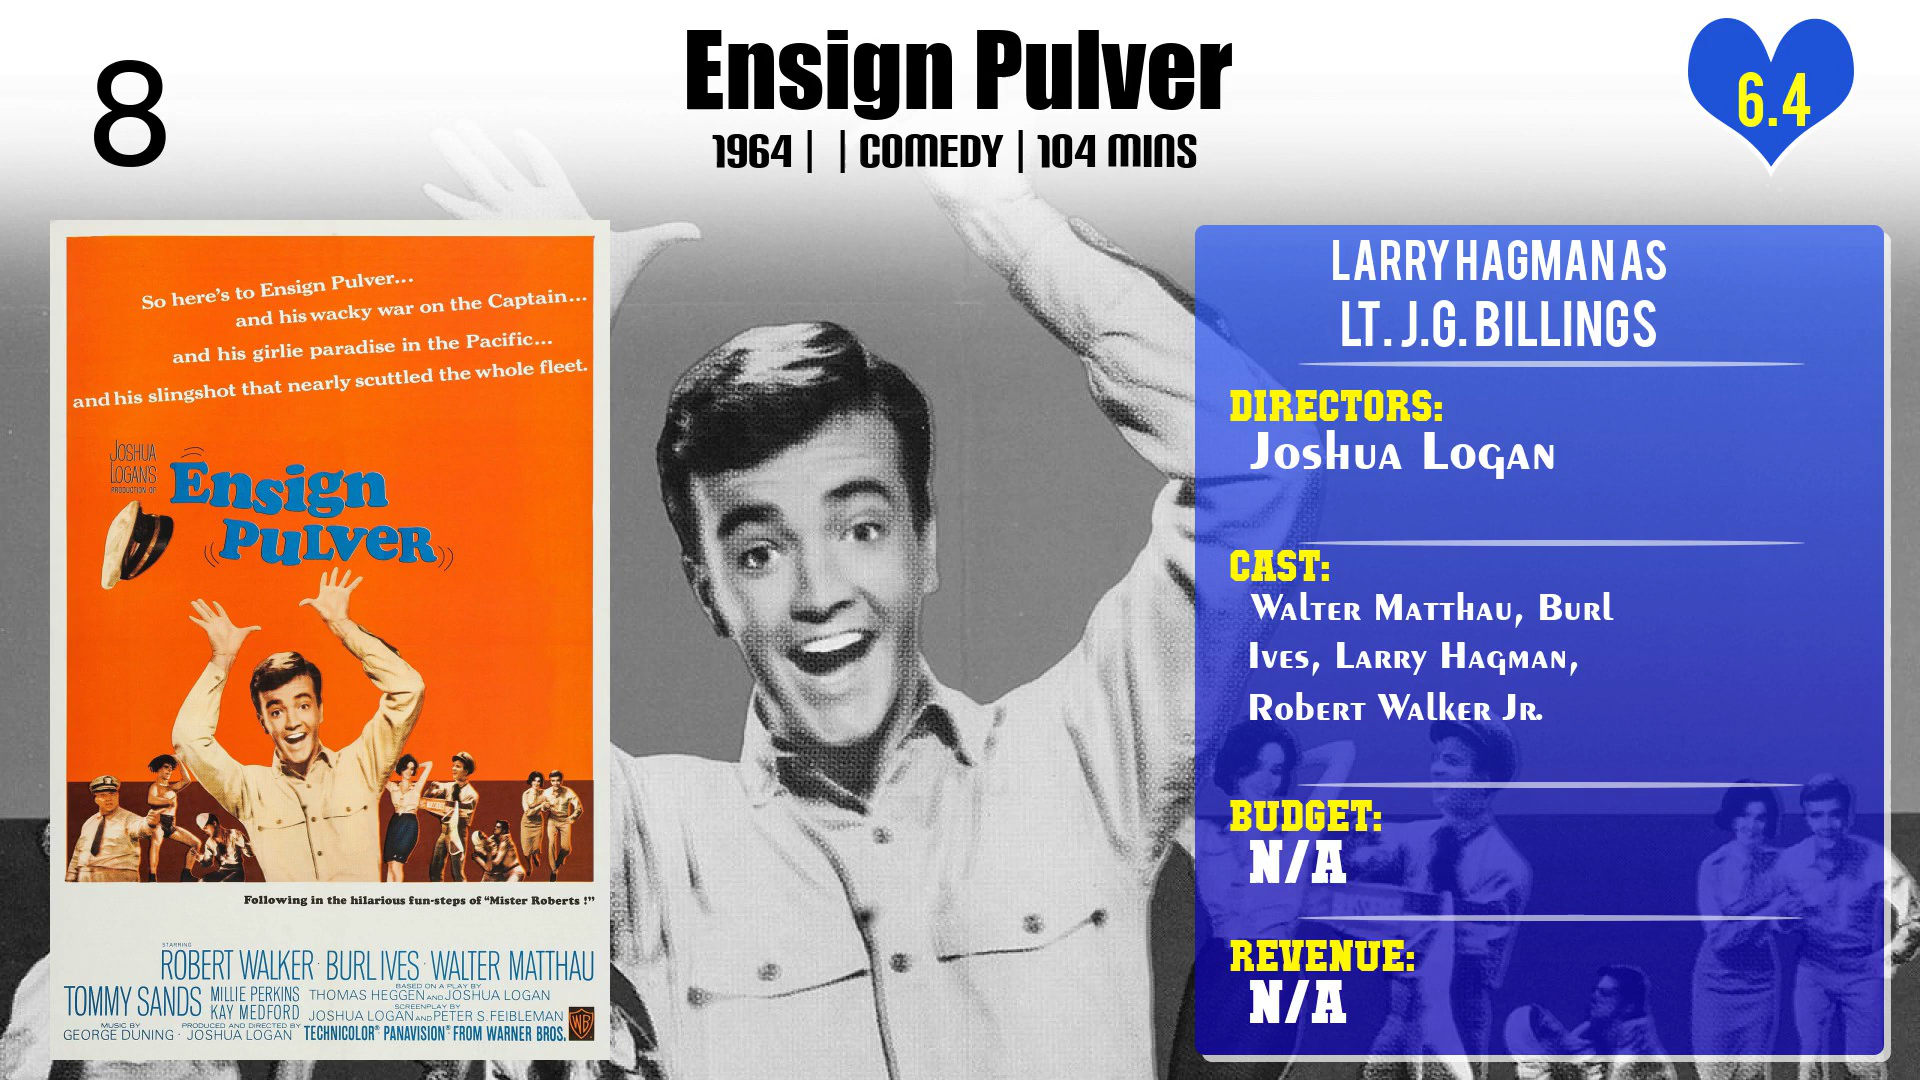 8
Ensign Pulver
1964 | | COMEDY | 104 MINS
6.4
So here's to Ensign Pulver...
and his wacky war on the Captain...
and his girlie paradise in the Pacific...
and his slingshot that nearly scuttled the whole fleet.
JOSHUA
LOGAN'S
PRODUCTION OF
Ensign
PULVER
Following in the hilarious fun-steps of “Mister Roberts !”
STARRING
ROBERT WALKER · BURL IVES · WALTER MATTHAU
TOMMY SANDS MILLIE PERKINS
KAY MEDFORD
BASED ON A PLAY BY
THOMAS HEGGEN AND JOSHUA LOGAN
SCREENPLAY BY
JOSHUA LOGAN AND PETER S. FEIBLEMAN
MUSIC BY
GEORGE DUNING ·
PRODUCED AND DIRECTED BY
JOSHUA LOGAN
TECHNICOLOR® PANAVISION® FROM WARNER BROS.
WB
LARRY HAGMAN AS
LT. J.G. BILLINGS
DIRECTORS:
Joshua Logan
CAST:
Walter Matthau, Burl
Ives, Larry Hagman,
Robert Walker Jr.
BUDGET:
N/A
REVENUE:
N/A